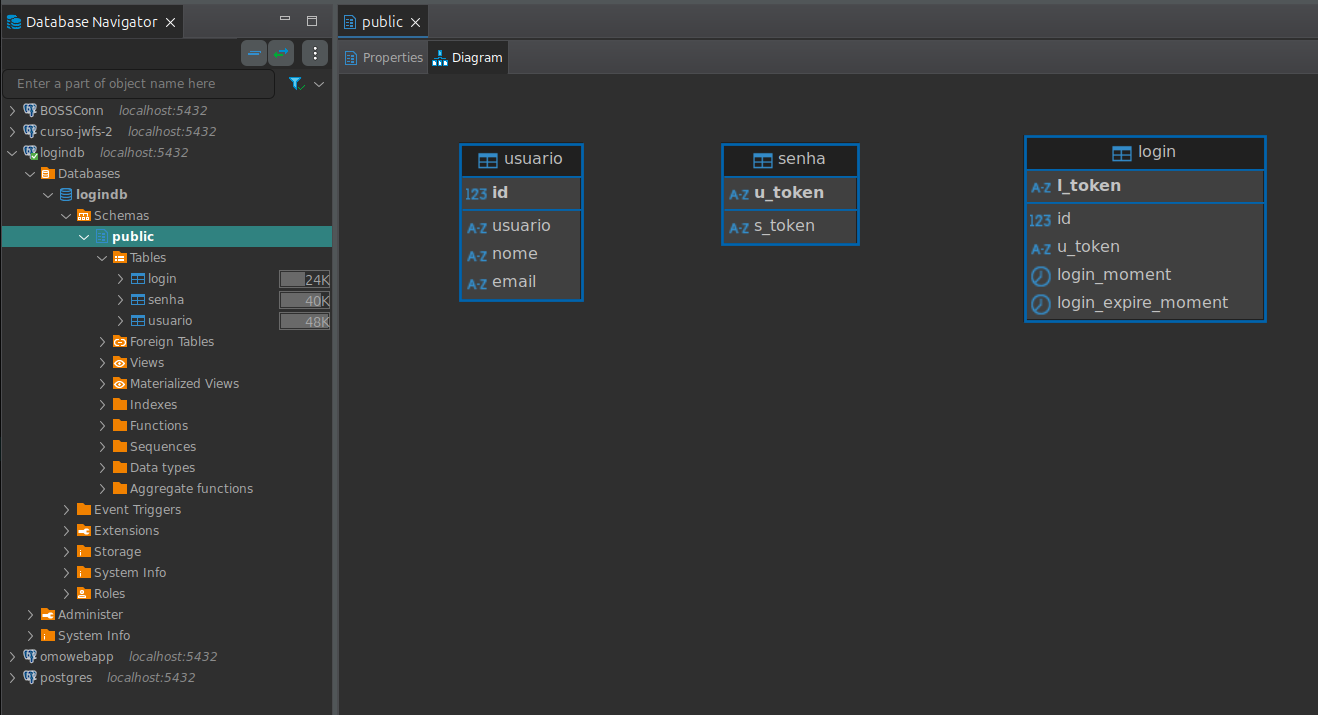 Database Navigator
Enter a part of object name here
BOSSConn localhost:5432
curso-jwfs-2 localhost:5432
logindb localhost:5432
Databases
logindb
Schemas
public
Tables
login 24K
senha 40K
usuario 48K
Foreign Tables
Views
Materialized Views
Indexes
Functions
Sequences
Data types
Aggregate functions
Event Triggers
Extensions
Storage
System Info
Roles
Administer
System Info
omowebapp localhost:5432
postgres localhost:5432
public
Properties Diagram
usuario
123 id
A-Z usuario
A-Z nome
A-Z email
senha
A-Z u_token
A-Z s_token
login
A-Z l_token
123 id
A-Z u_token
login_moment
login_expire_moment